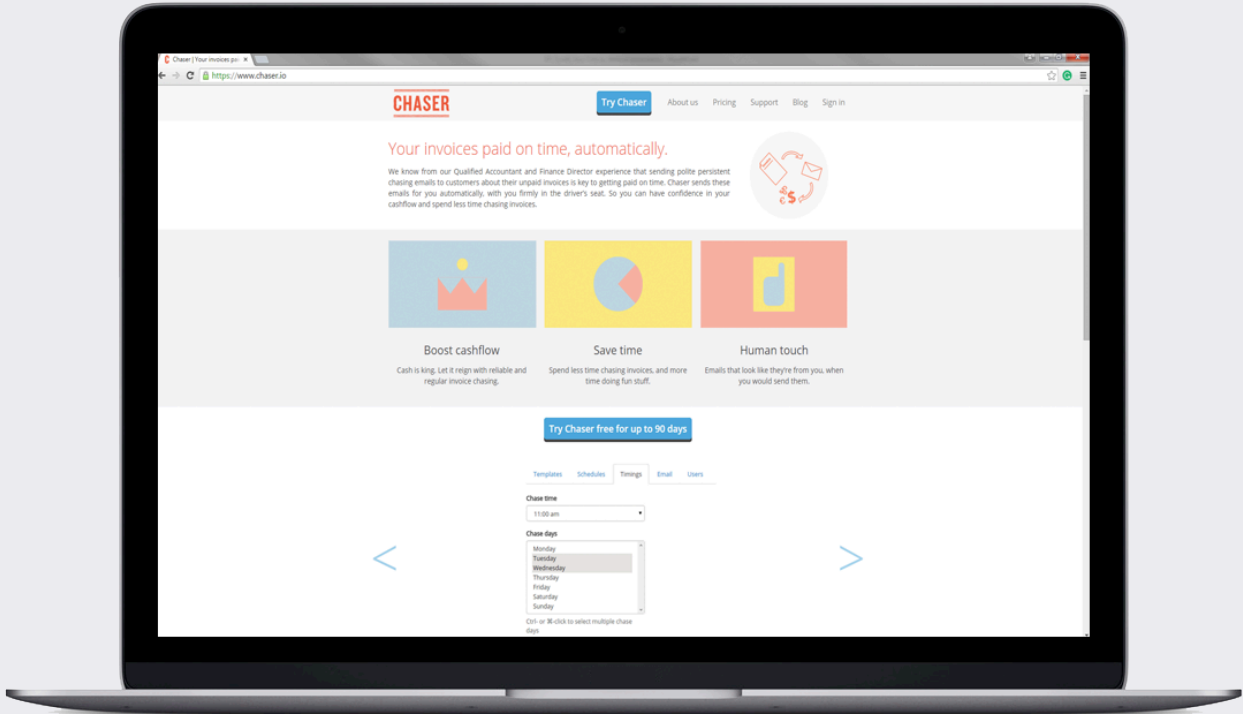 Chaser | Your invoices pai
https://www.chaser.io
CHASER
Try Chaser About us Pricing Support Blog Sign in
Your invoices paid on time, automatically.
We know from our Qualified Accountant and Finance Director experience that sending polite persistent
chasing emails to customers about their unpaid invoices is key to getting paid on time. Chaser sends these
emails for you automatically, with you firmly in the driver's seat. So you can have confidence in your
cashflow and spend less time chasing invoices.
€$
Boost cashflow
Cash is king. Let it reign with reliable and
regular invoice chasing.
Save time
Spend less time chasing invoices, and more
time doing fun stuff.
Human touch
Emails that look like they're from you, when
you would send them.
Try Chaser free for up to 90 days
Templates Schedules Timings Email Users
Chase time
11:00 am
Chase days
Monday
Tuesday
Wednesday
Thursday
Friday
Saturday
Sunday
Ctrl- or ⌘-click to select multiple chase
days